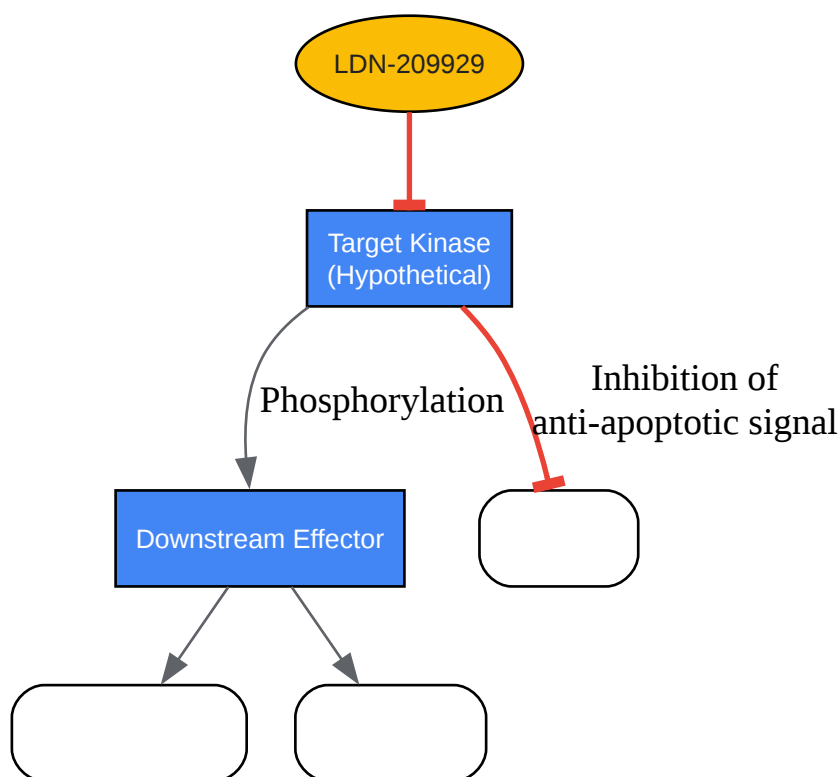 LDN-209929
Target Kinase
(Hypothetical)
Phosphorylation
Inhibition of
anti-apoptotic signal
Downstream Effector